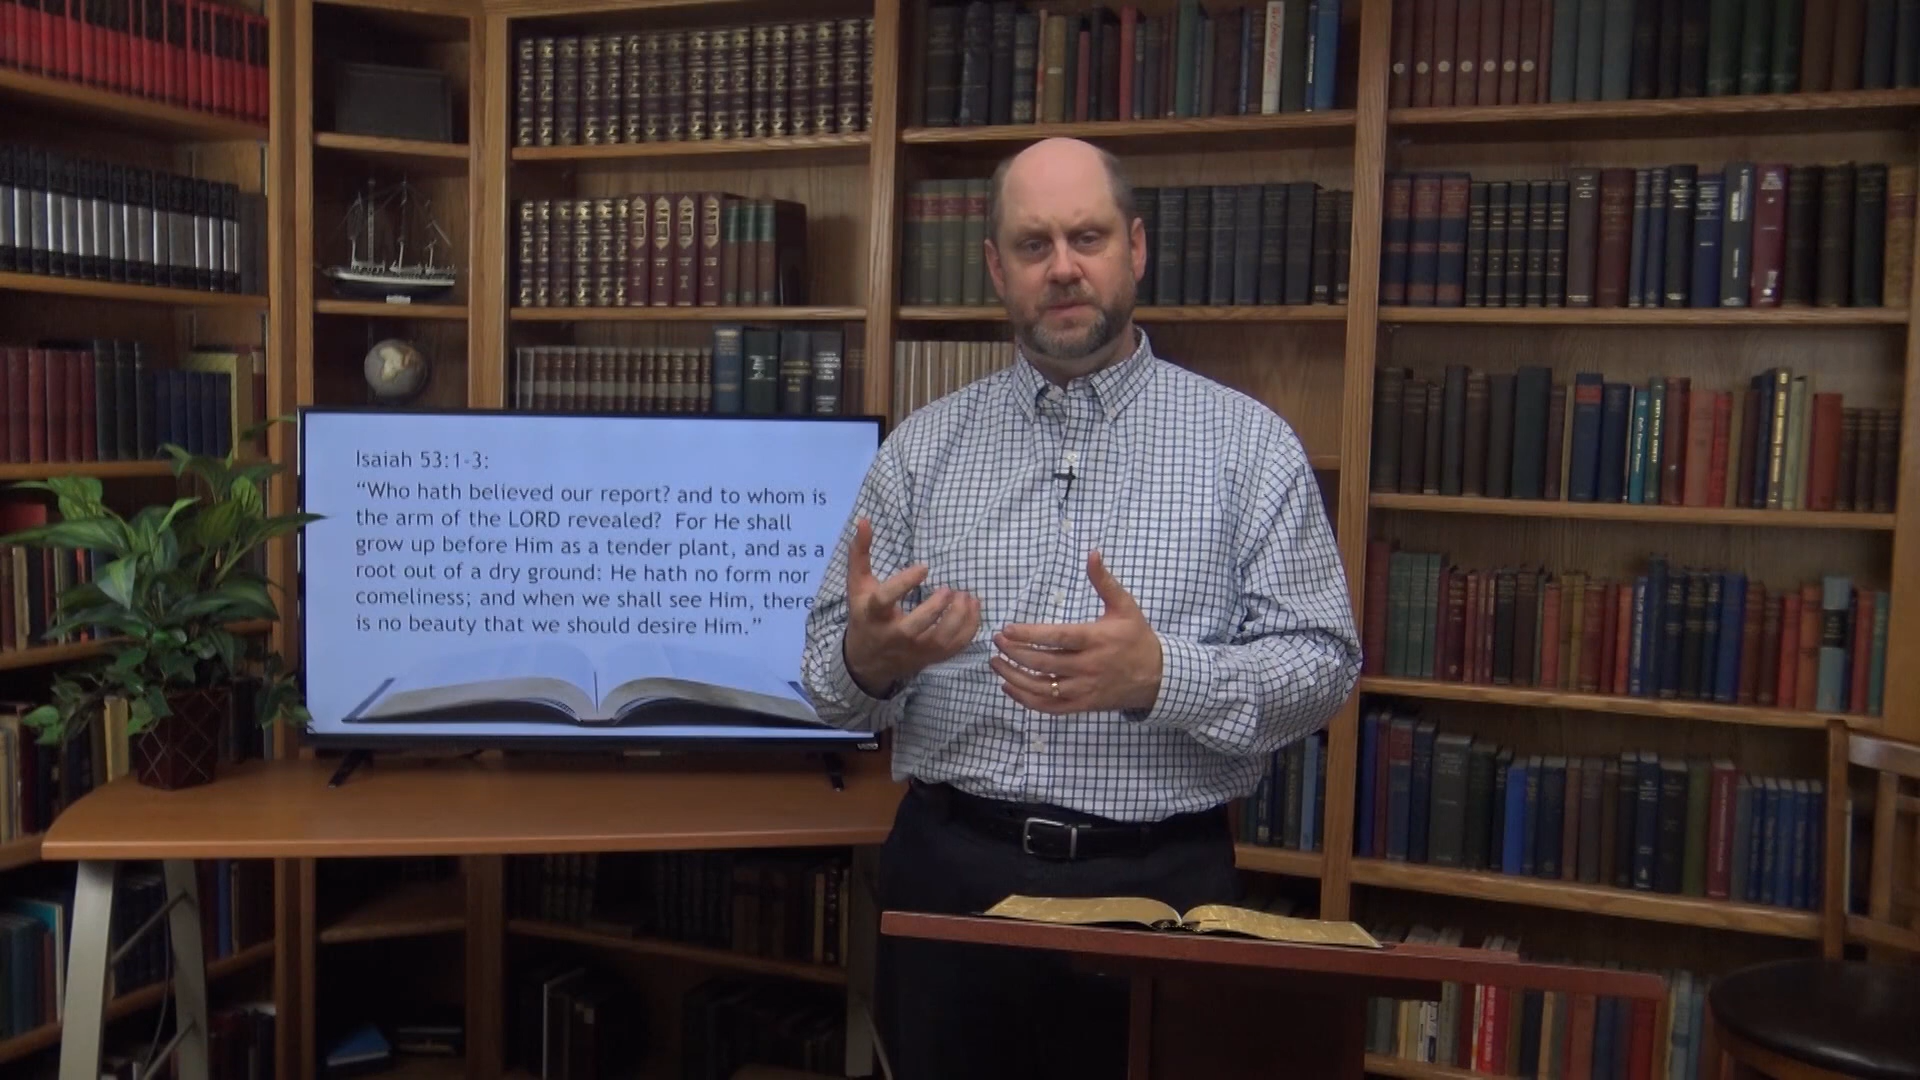 Isaiah 53:1-3:
“Who hath believed our report? and to whom is
the arm of the LORD revealed?  For He shall
grow up before Him as a tender plant, and as a
root out of a dry ground: He hath no form nor
comeliness; and when we shall see Him, there
is no beauty that we should desire Him.”
VIZIO